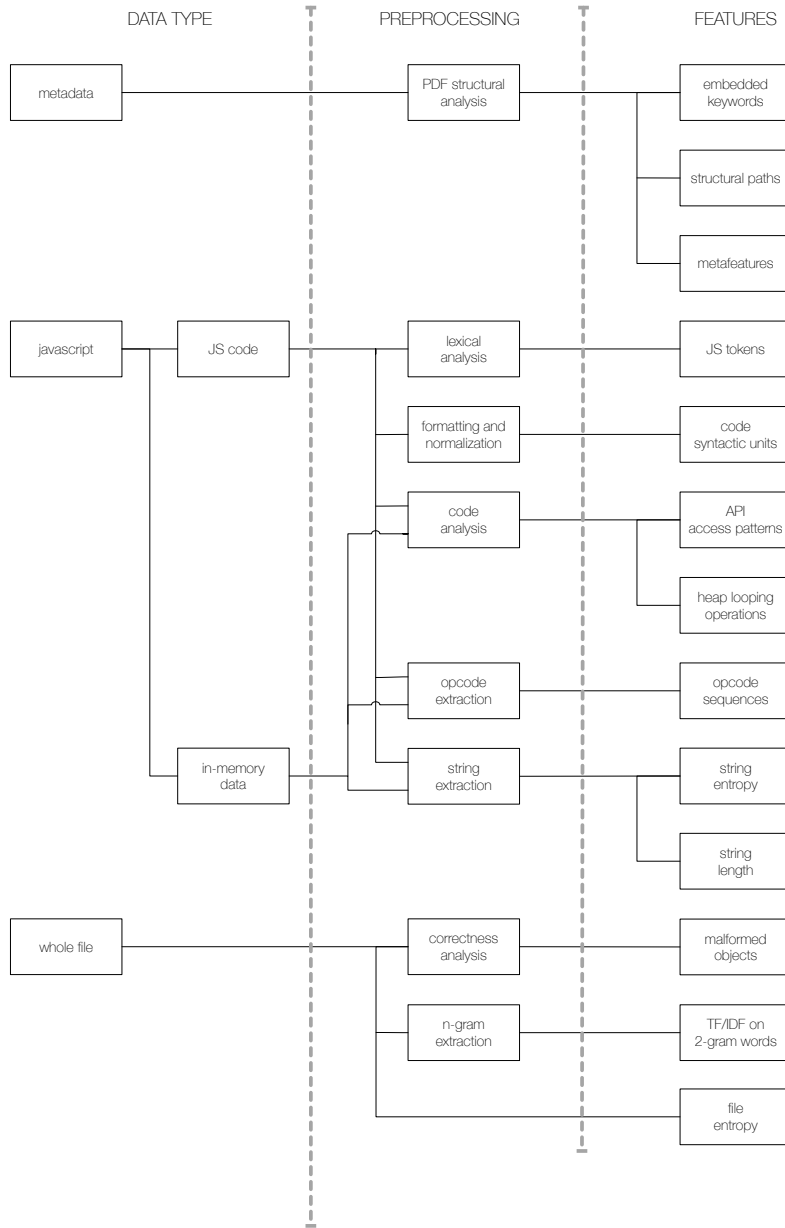 DATA TYPE
PREPROCESSING
FEATURES
metadata
PDF structural
analysis
embedded
keywords
structural paths
metafeatures
javascript
JS code
lexical
analysis
JS tokens
formatting and
normalization
code
syntactic units
code
analysis
API
access patterns
heap looping
operations
opcode
extraction
opcode
sequences
in-memory
data
string
extraction
string
entropy
string
length
whole file
correctness
analysis
malformed
objects
n-gram
extraction
TF/IDF on
2-gram words
file
entropy